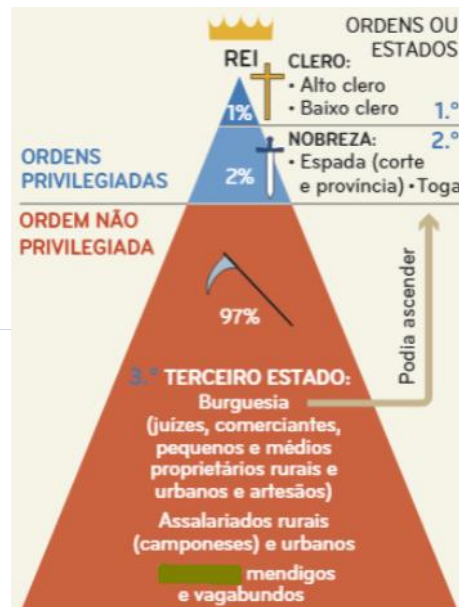 ORDENS OU
ESTADOS
REI
CLERO:
• Alto clero
• Baixo clero
1.º
1%
NOBREZA:
2.º
• Espada (corte
e província) • Toga
2%
ORDENS
PRIVILEGIADAS
ORDEM NÃO
PRIVILEGIADA
97%
Podia ascender
3.º TERCEIRO ESTADO:
Burguesia
(juízes, comerciantes,
pequenos e médios
proprietários rurais e
urbanos e artesãos)
Assalariados rurais
(camponeses) e urbanos
mendigos
e vagabundos